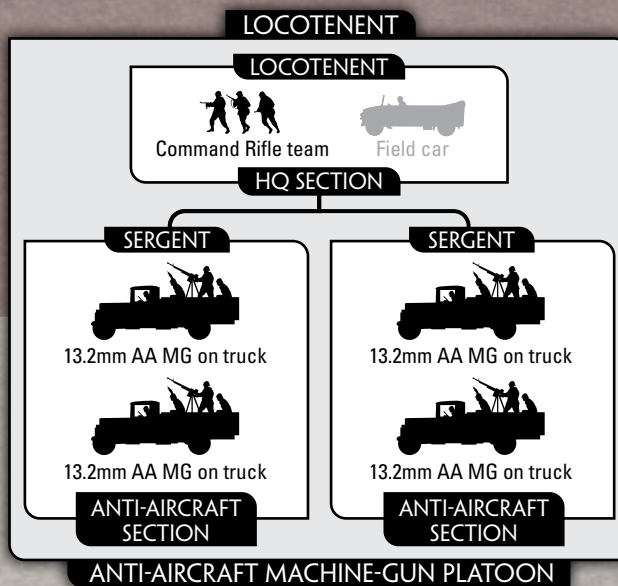 LOCOTENENT
LOCOTENENT
Command Rifle team
Field car
HQ SECTION
SERGENT
SERGENT
13.2mm AA MG on truck
13.2mm AA MG on truck
13.2mm AA MG on truck
13.2mm AA MG on truck
ANTI-AIRCRAFT
SECTION
ANTI-AIRCRAFT
SECTION
ANTI-AIRCRAFT MACHINE-GUN PLATOON